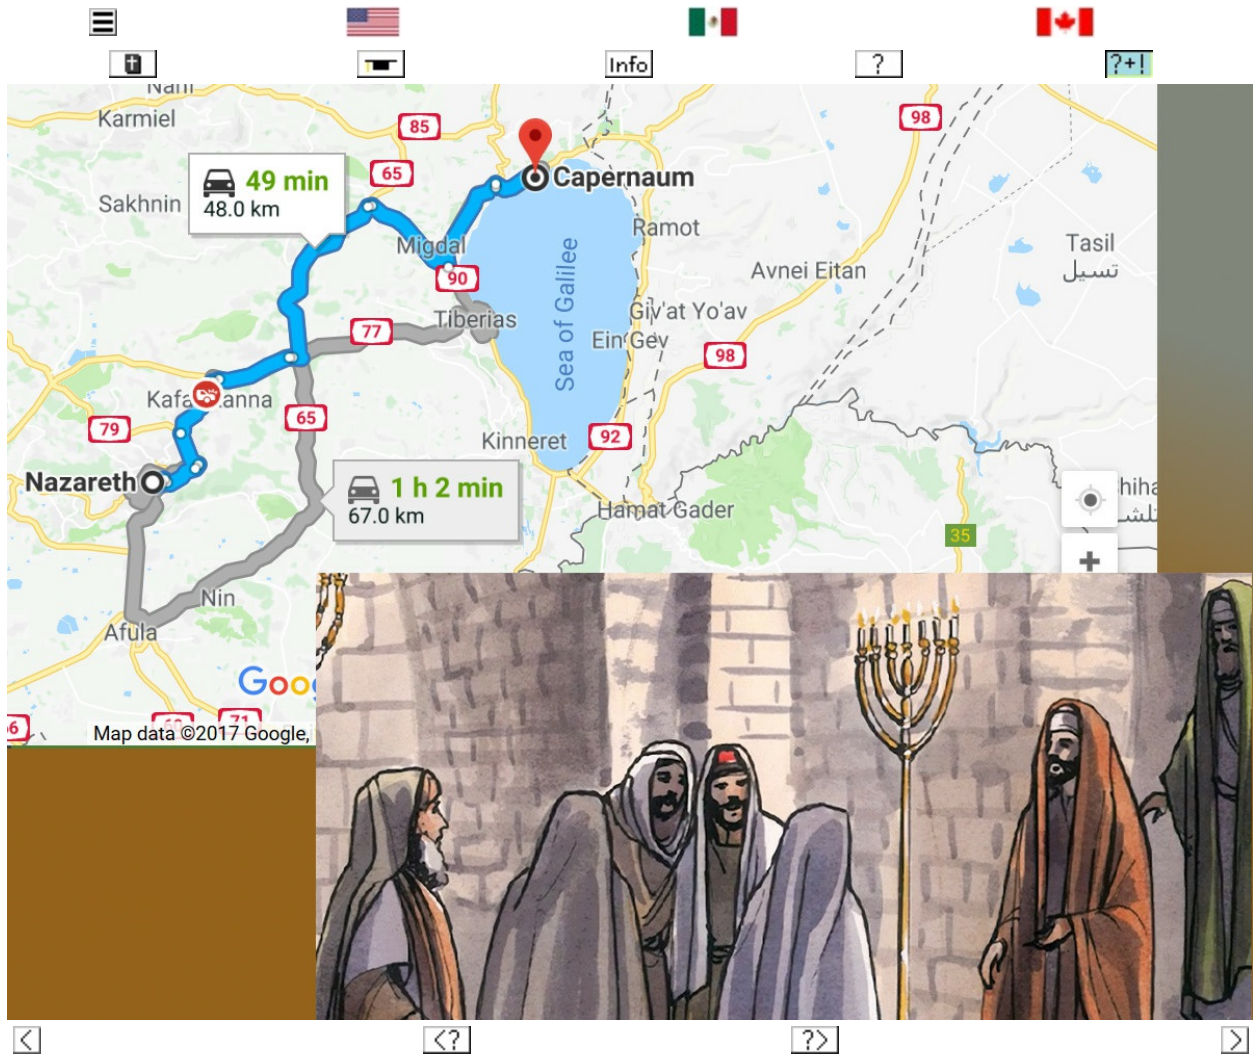 Info
?
?+!
Nahf
Karmiel
85
98
65
49 min
48.0 km
Capernaum
Sakhnin
Ramot
Migdal
Tasil
تسيل
90
Avnei Eitan
Sea of Galilee
Tiberias
Giv'at Yo'av
77
Ein Gev
98
79
65
Kinneret
92
Nazareth
1 h 2 min
67.0 km
Hamat Gader
35
Nin
Afula
71
Map data ©2017 Google,
<
<?
?>
>